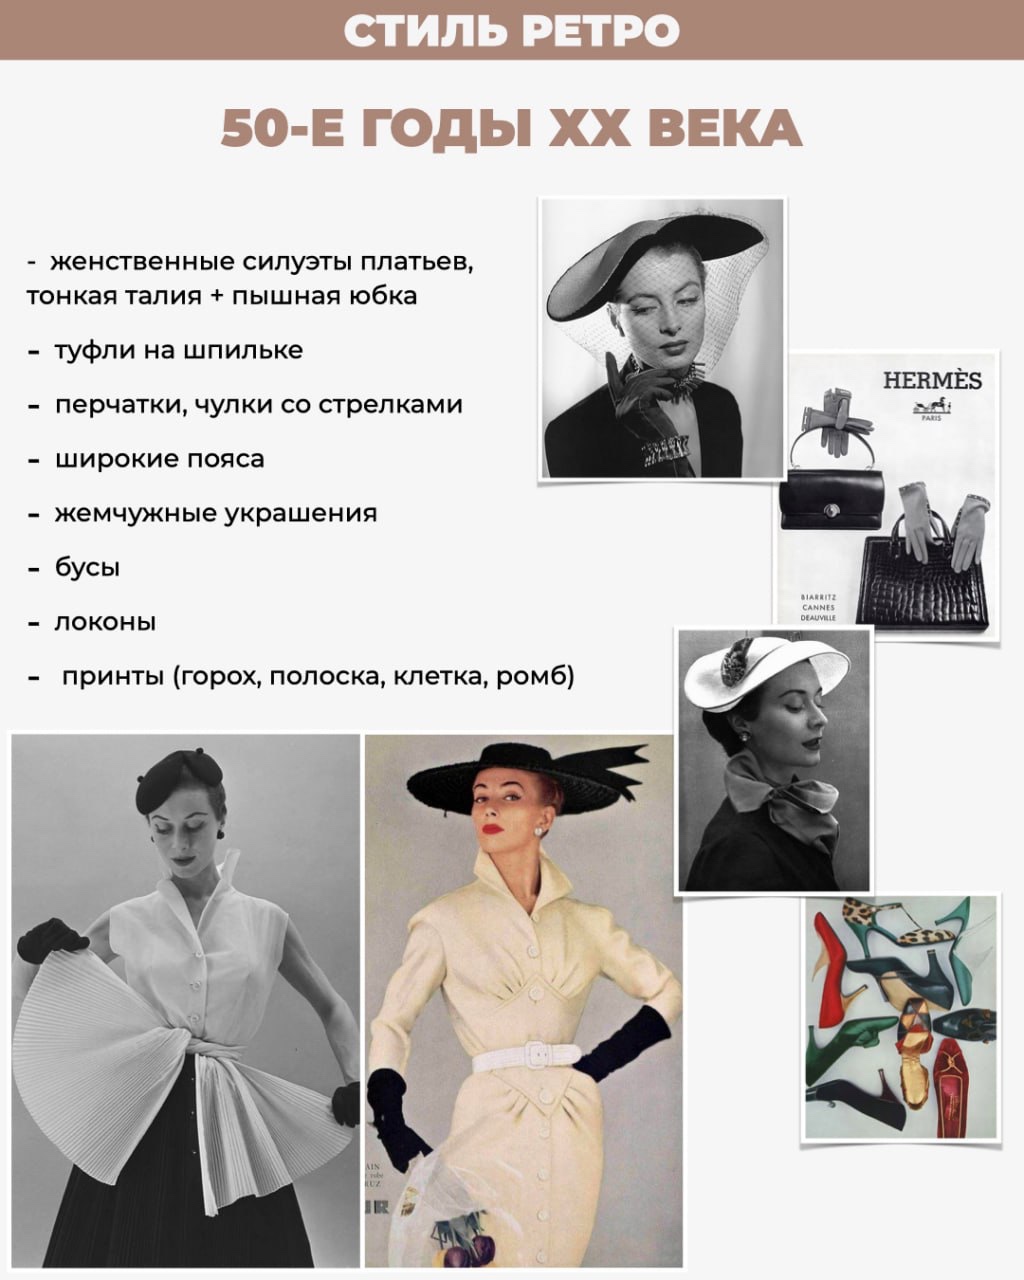 СТИЛЬ РЕТРО
50-Е ГОДЫ XX ВЕКА
- женственные силуэты платьев,
тонкая талия + пышная юбка
- туфли на шпильке
- перчатки, чулки со стрелками
- широкие пояса
- жемчужные украшения
- бусы
- локоны
- принты (горох, полоска, клетка, ромб)
HERMÈS
PARIS
BIARRITZ
CANNES
DEAUVILLE